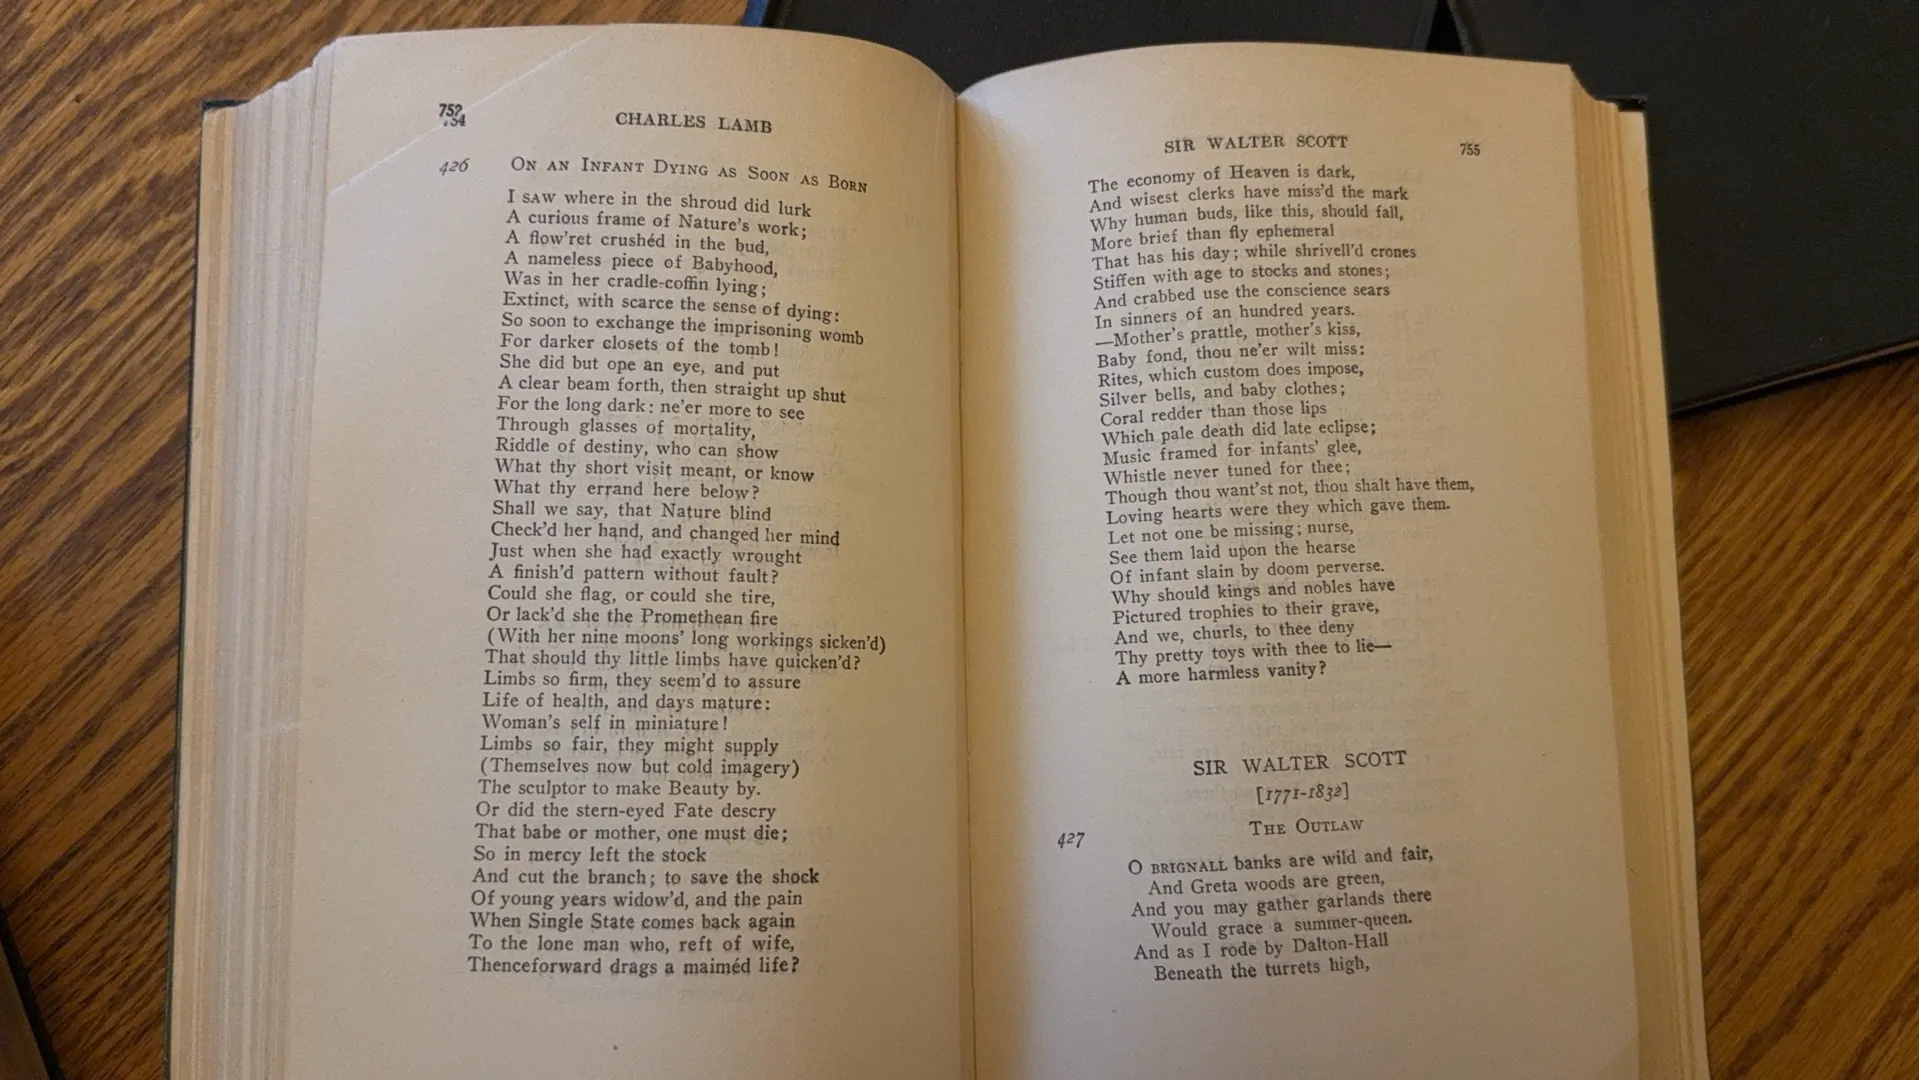 752
754
CHARLES LAMB
426 ON AN INFANT DYING AS SOON AS BORN
I SAW where in the shroud did lurk
A curious frame of Nature's work;
A flow'ret crushéd in the bud,
A nameless piece of Babyhood,
Was in her cradle-coffin lying;
Extinct, with scarce the sense of dying:
So soon to exchange the imprisoning womb
For darker closets of the tomb!
She did but ope an eye, and put
A clear beam forth, then straight up shut
For the long dark: ne'er more to see
Through glasses of mortality,
Riddle of destiny, who can show
What thy short visit meant, or know
What thy errand here below?
Shall we say, that Nature blind
Check'd her hand, and changed her mind
Just when she had exactly wrought
A finish'd pattern without fault?
Could she flag, or could she tire,
Or lack'd she the Promethean fire
(With her nine moons' long workings sicken'd)
That should thy little limbs have quicken'd?
Limbs so firm, they seem'd to assure
Life of health, and days mature:
Woman's self in miniature!
Limbs so fair, they might supply
(Themselves now but cold imagery)
The sculptor to make Beauty by.
Or did the stern-eyed Fate descry
That babe or mother, one must die;
So in mercy left the stock
And cut the branch; to save the shock
Of young years widow'd, and the pain
When Single State comes back again
To the lone man who, reft of wife,
Thenceforward drags a maiméd life?
SIR WALTER SCOTT 755
The economy of Heaven is dark,
And wisest clerks have miss'd the mark
Why human buds, like this, should fall,
More brief than fly ephemeral
That has his day; while shrivell'd crones
Stiffen with age to stocks and stones;
And crabbed use the conscience sears
In sinners of an hundred years.
—Mother's prattle, mother's kiss,
Baby fond, thou ne'er wilt miss:
Rites, which custom does impose,
Silver bells, and baby clothes;
Coral redder than those lips
Which pale death did late eclipse;
Music framed for infants' glee,
Whistle never tuned for thee;
Though thou want'st not, thou shalt have them,
Loving hearts were they which gave them.
Let not one be missing; nurse,
See them laid upon the hearse
Of infant slain by doom perverse.
Why should kings and nobles have
Pictured trophies to their grave,
And we, churls, to thee deny
Thy pretty toys with thee to lie—
A more harmless vanity?
SIR WALTER SCOTT
[1771-1832]
427 THE OUTLAW
O BRIGNALL banks are wild and fair,
And Greta woods are green,
And you may gather garlands there
Would grace a summer-queen.
And as I rode by Dalton-Hall
Beneath the turrets high,